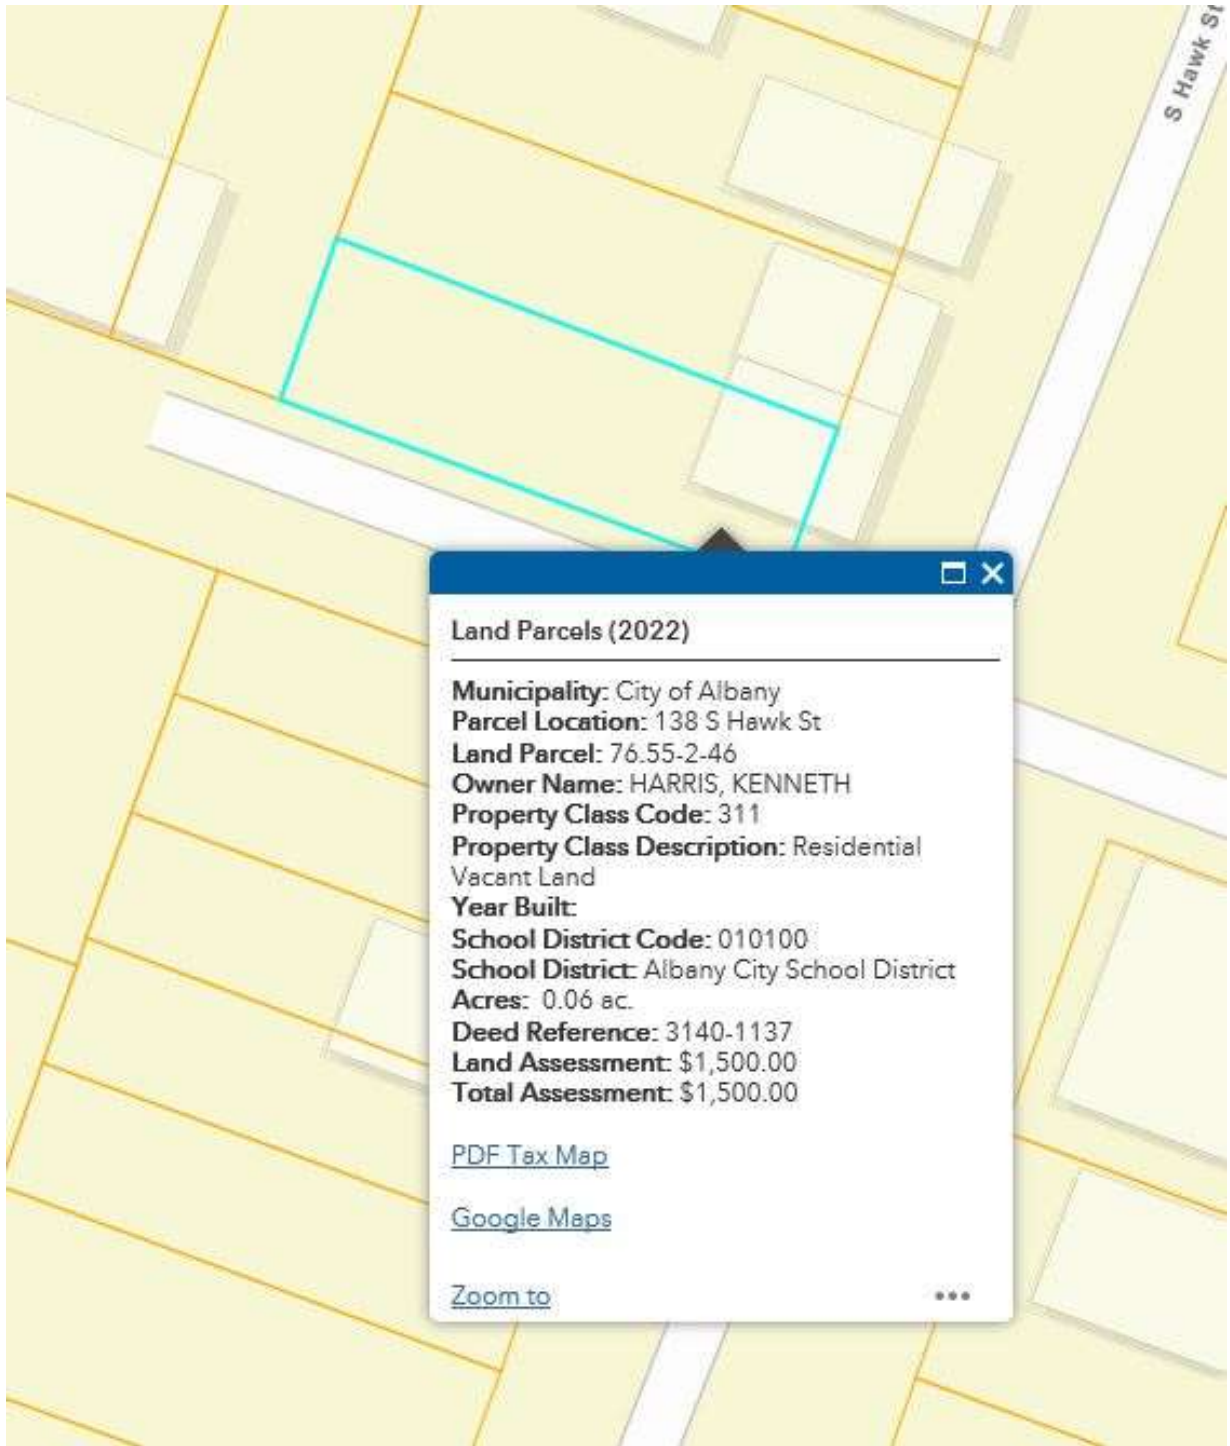 S Hawk St
Land Parcels (2022)
Municipality: City of Albany
Parcel Location: 138 S Hawk St
Land Parcel: 76.55-2-46
Owner Name: HARRIS, KENNETH
Property Class Code: 311
Property Class Description: Residential
Vacant Land
Year Built:
School District Code: 010100
School District: Albany City School District
Acres: 0.06 ac.
Deed Reference: 3140-1137
Land Assessment: $1,500.00
Total Assessment: $1,500.00
PDF Tax Map
Google Maps
Zoom to